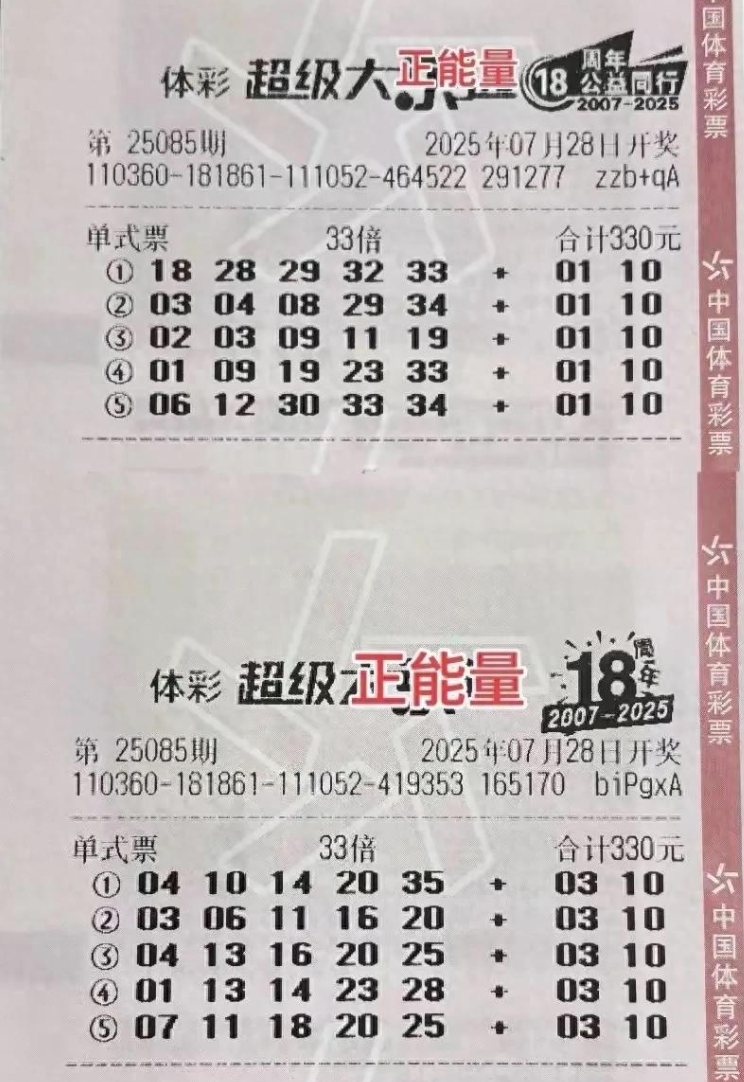 体彩 超级大 正能量 18 周年 公益同行 2007-2025
第 25085期 2025年07月28日开奖
110360-181861-111052-464522 291277 zzb+qA
单式票 33倍 合计330元
① 18 28 29 32 33 + 01 10
② 03 04 08 29 34 + 01 10
③ 02 03 09 11 19 + 01 10
④ 01 09 19 23 33 + 01 10
⑤ 06 12 30 33 34 + 01 10
体彩 超级 正能量 18周年 2007-2025
第 25085期 2025年07月28日开奖
110360-181861-111052-419353 165170 biPgxA
单式票 33倍 合计330元
① 04 10 14 20 35 + 03 10
② 03 06 11 16 20 + 03 10
③ 04 13 16 20 25 + 03 10
④ 01 13 14 23 28 + 03 10
⑤ 07 11 18 20 25 + 03 10
国体育彩票
中国体育彩票
中国体育彩票
中国体育彩票